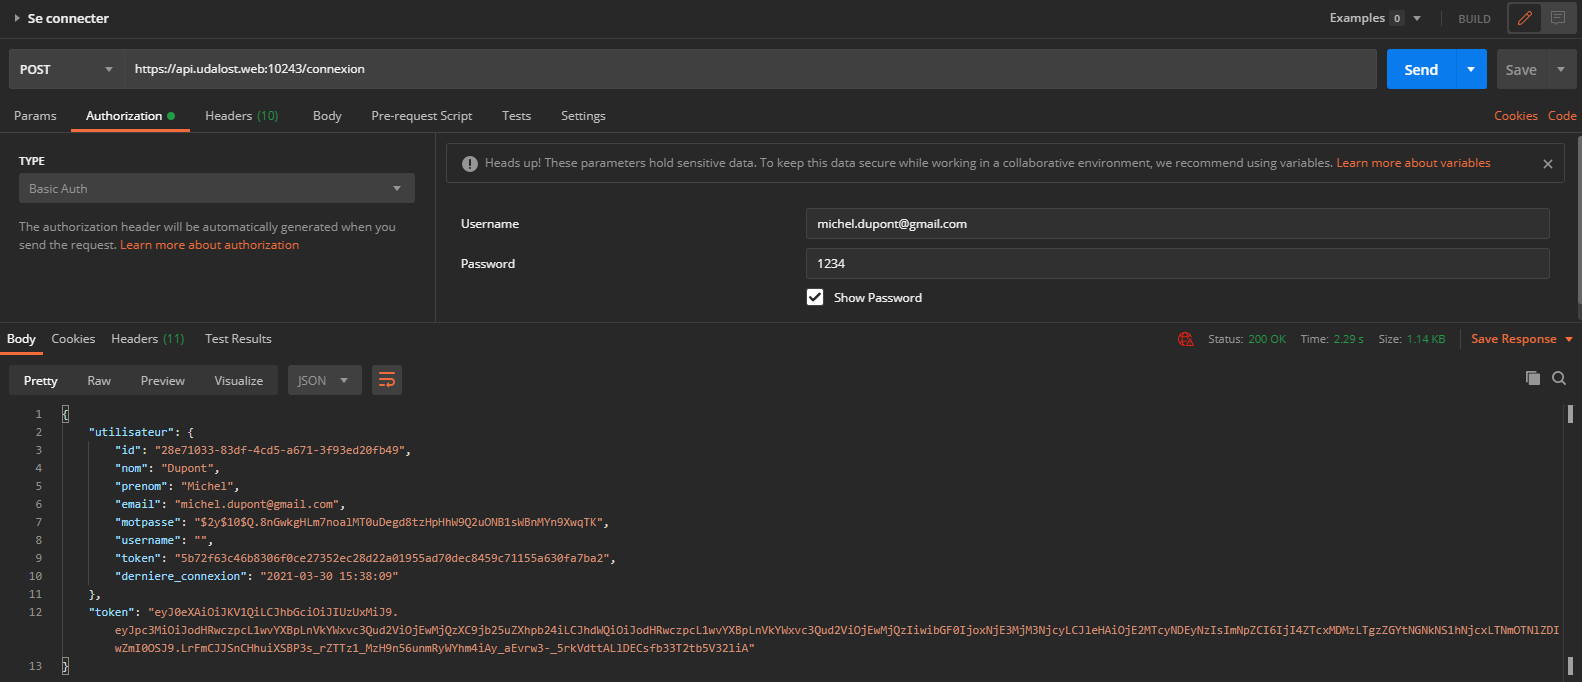 Se connecter
Examples 0 BUILD
POST https://api.udalost.web:10243/connexion Send Save
Params Authorization Headers (10) Body Pre-request Script Tests Settings Cookies Code
TYPE
Basic Auth
The authorization header will be automatically generated when you
send the request. Learn more about authorization
Heads up! These parameters hold sensitive data. To keep this data secure while working in a collaborative environment, we recommend using variables. Learn more about variables
Username michel.dupont@gmail.com
Password 1234
Show Password
Body Cookies Headers (11) Test Results Status: 200 OK Time: 2.29 s Size: 1.14 KB Save Response
Pretty Raw Preview Visualize JSON
1 {
2 "utilisateur": {
3 "id": "28e71033-83df-4cd5-a671-3f93ed20fb49",
4 "nom": "Dupont",
5 "prenom": "Michel",
6 "email": "michel.dupont@gmail.com",
7 "motpasse": "$2y$10$Q.8nGwkgHLm7noalMT0uDegd8tzHpHhW9Q2uONB1sWBnMYn9XwqTK",
8 "username": "",
9 "token": "5b72f63c46b8306f0ce27352ec28d22a01955ad70dec8459c71155a630fa7ba2",
10 "derniere_connexion": "2021-03-30 15:38:09"
11 },
12 "token": "eyJ0eXAiOiJKV1QiLCJhbGciOiJIUzUxMiJ9.
eyJpc3MiOiJodHRwczpcL1wvYXBpLnVkYWxvc3Qud2ViOjEwMjQzXC9jb25uZXhpb24iLCJhdWQiOiJodHRwczpcL1wvYXBpLnVkYWxvc3Qud2ViOjEwMjQzIiwibGF0IjoxNjE3MjM3NjcyLCJleHAiOjE2MTcyNDEyNzIsImNpZCI6IjI4ZTcxMDMzLTgzZGYtNGNkNS1hNjcxLTNmOTNlZDI
wZmI0OSJ9.LrFmCJJSnCHhuiXSBP3s_rZTTz1_MzH9n56unmRyWYhm4iAy_aEvrw3-_5rkVdttALlDECsfb33T2tb5V32liA"
13 }